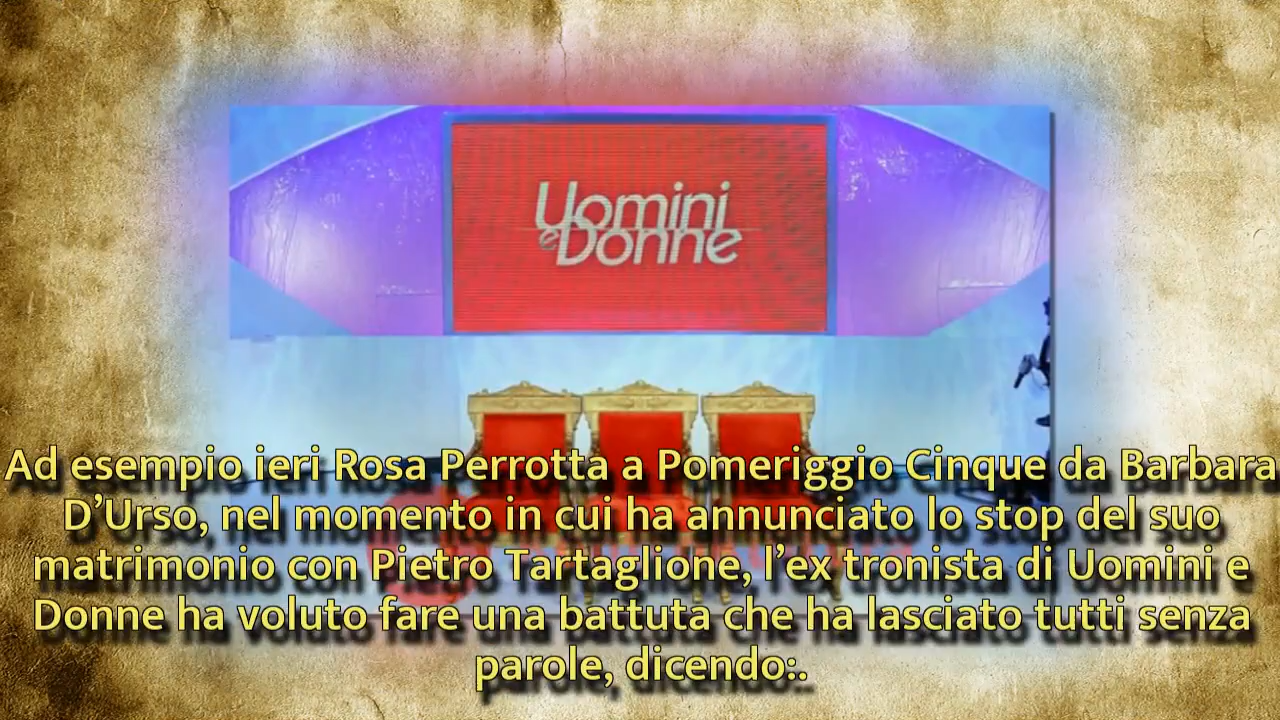 Uomini
e Donne
Ad esempio ieri Rosa Perrotta a Pomeriggio Cinque da Barbara
D’Urso, nel momento in cui ha annunciato lo stop del suo
matrimonio con Pietro Tartaglione, l’ex tronista di Uomini e
Donne ha voluto fare una battuta che ha lasciato tutti senza
parole, dicendo:.